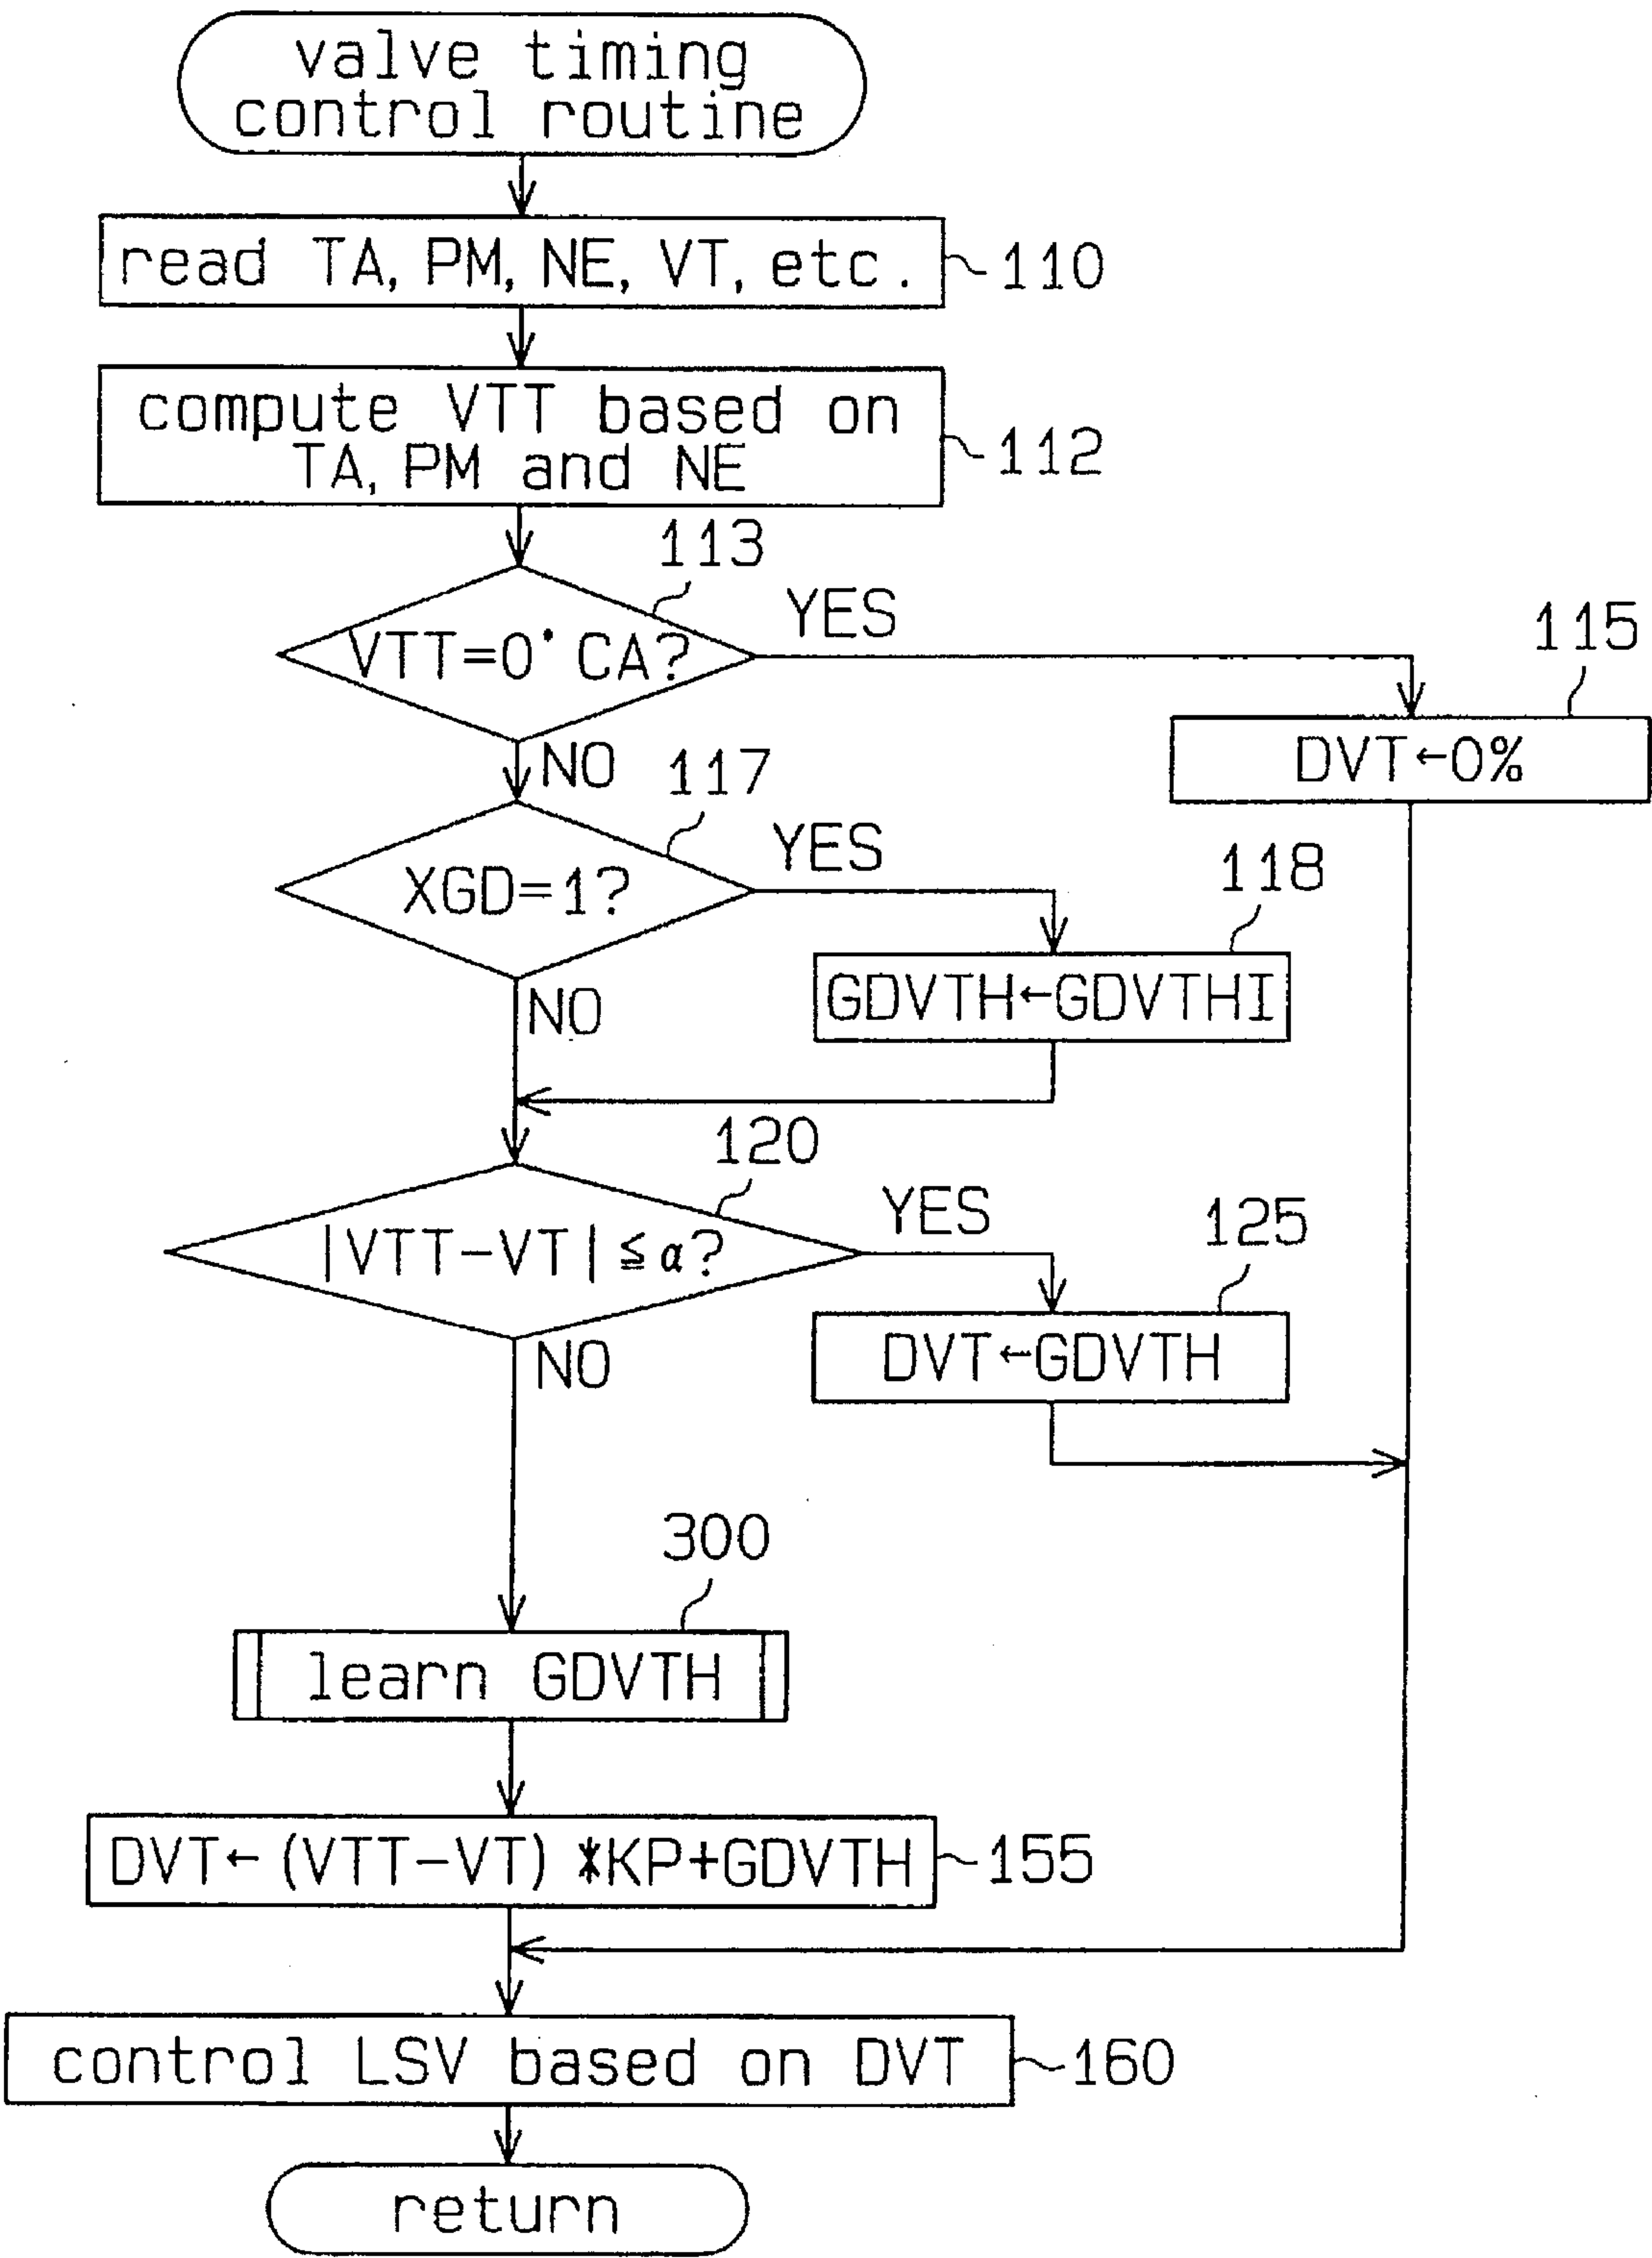 valve timing
control routine
read TA, PM, NE, VT, etc.
110
compute VTT based on
TA, PM and NE
112
113
VTT=0° CA?
YES
115
DVT←0%
NO
117
XGD=1?
YES
118
GDVTH←GDVTHI
NO
120
|VTT-VT|≦α?
YES
125
DVT←GDVTH
NO
300
learn GDVTH
DVT←(VTT-VT) *KP+GDVTH
155
control LSV based on DVT
160
return